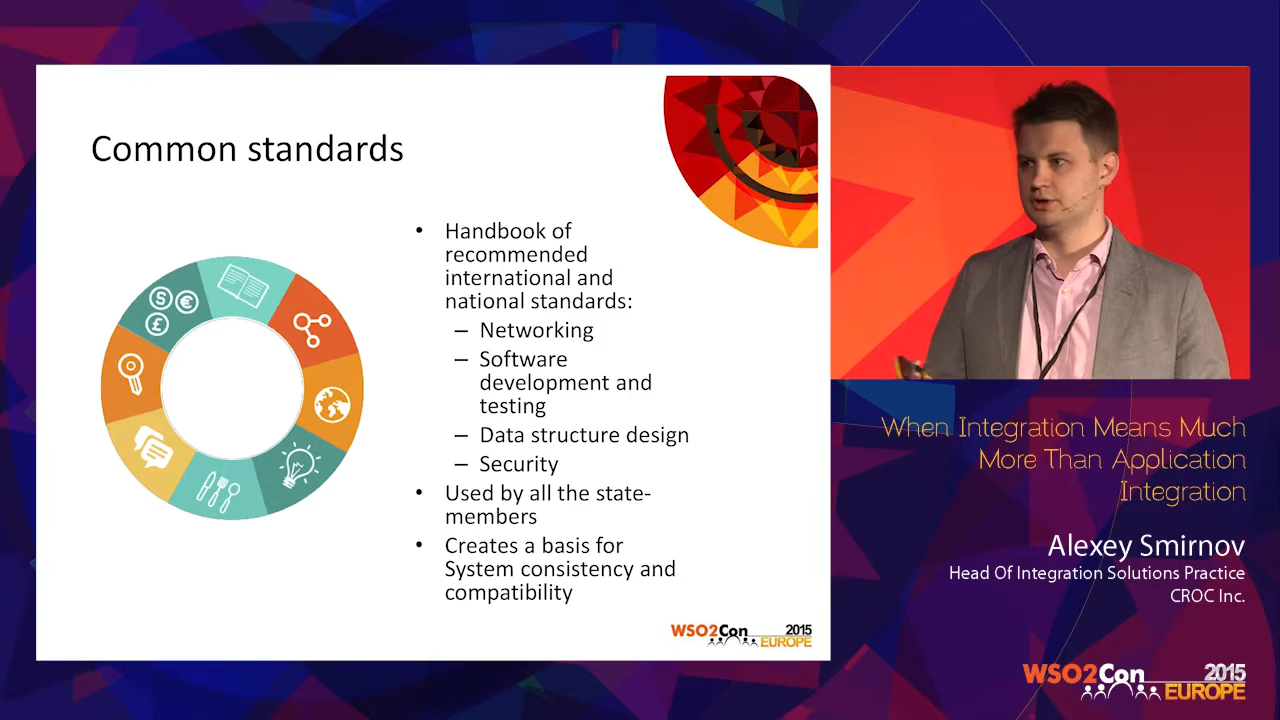 Common standards
• Handbook of
recommended
international and
national standards:
– Networking
– Software
development and
testing
– Data structure design
– Security
• Used by all the state-
members
• Creates a basis for
System consistency and
compatibility
WSO2Con 2015
EUROPE
When Integration Means Much
More Than Application
Integration
Alexey Smirnov
Head Of Integration Solutions Practice
CROC Inc.
WSO2Con 2015
EUROPE